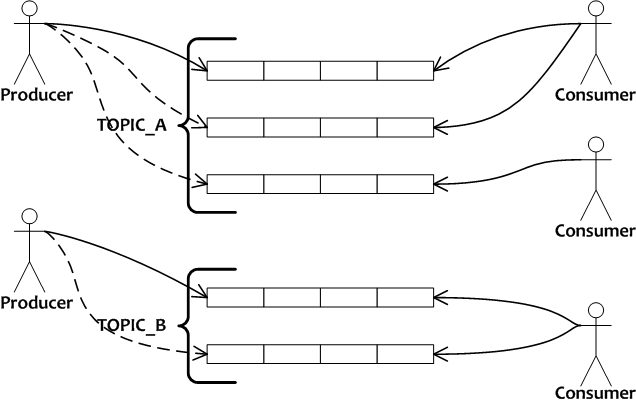 Producer
Consumer
TOPIC_A
Consumer
Producer
TOPIC_B
Consumer